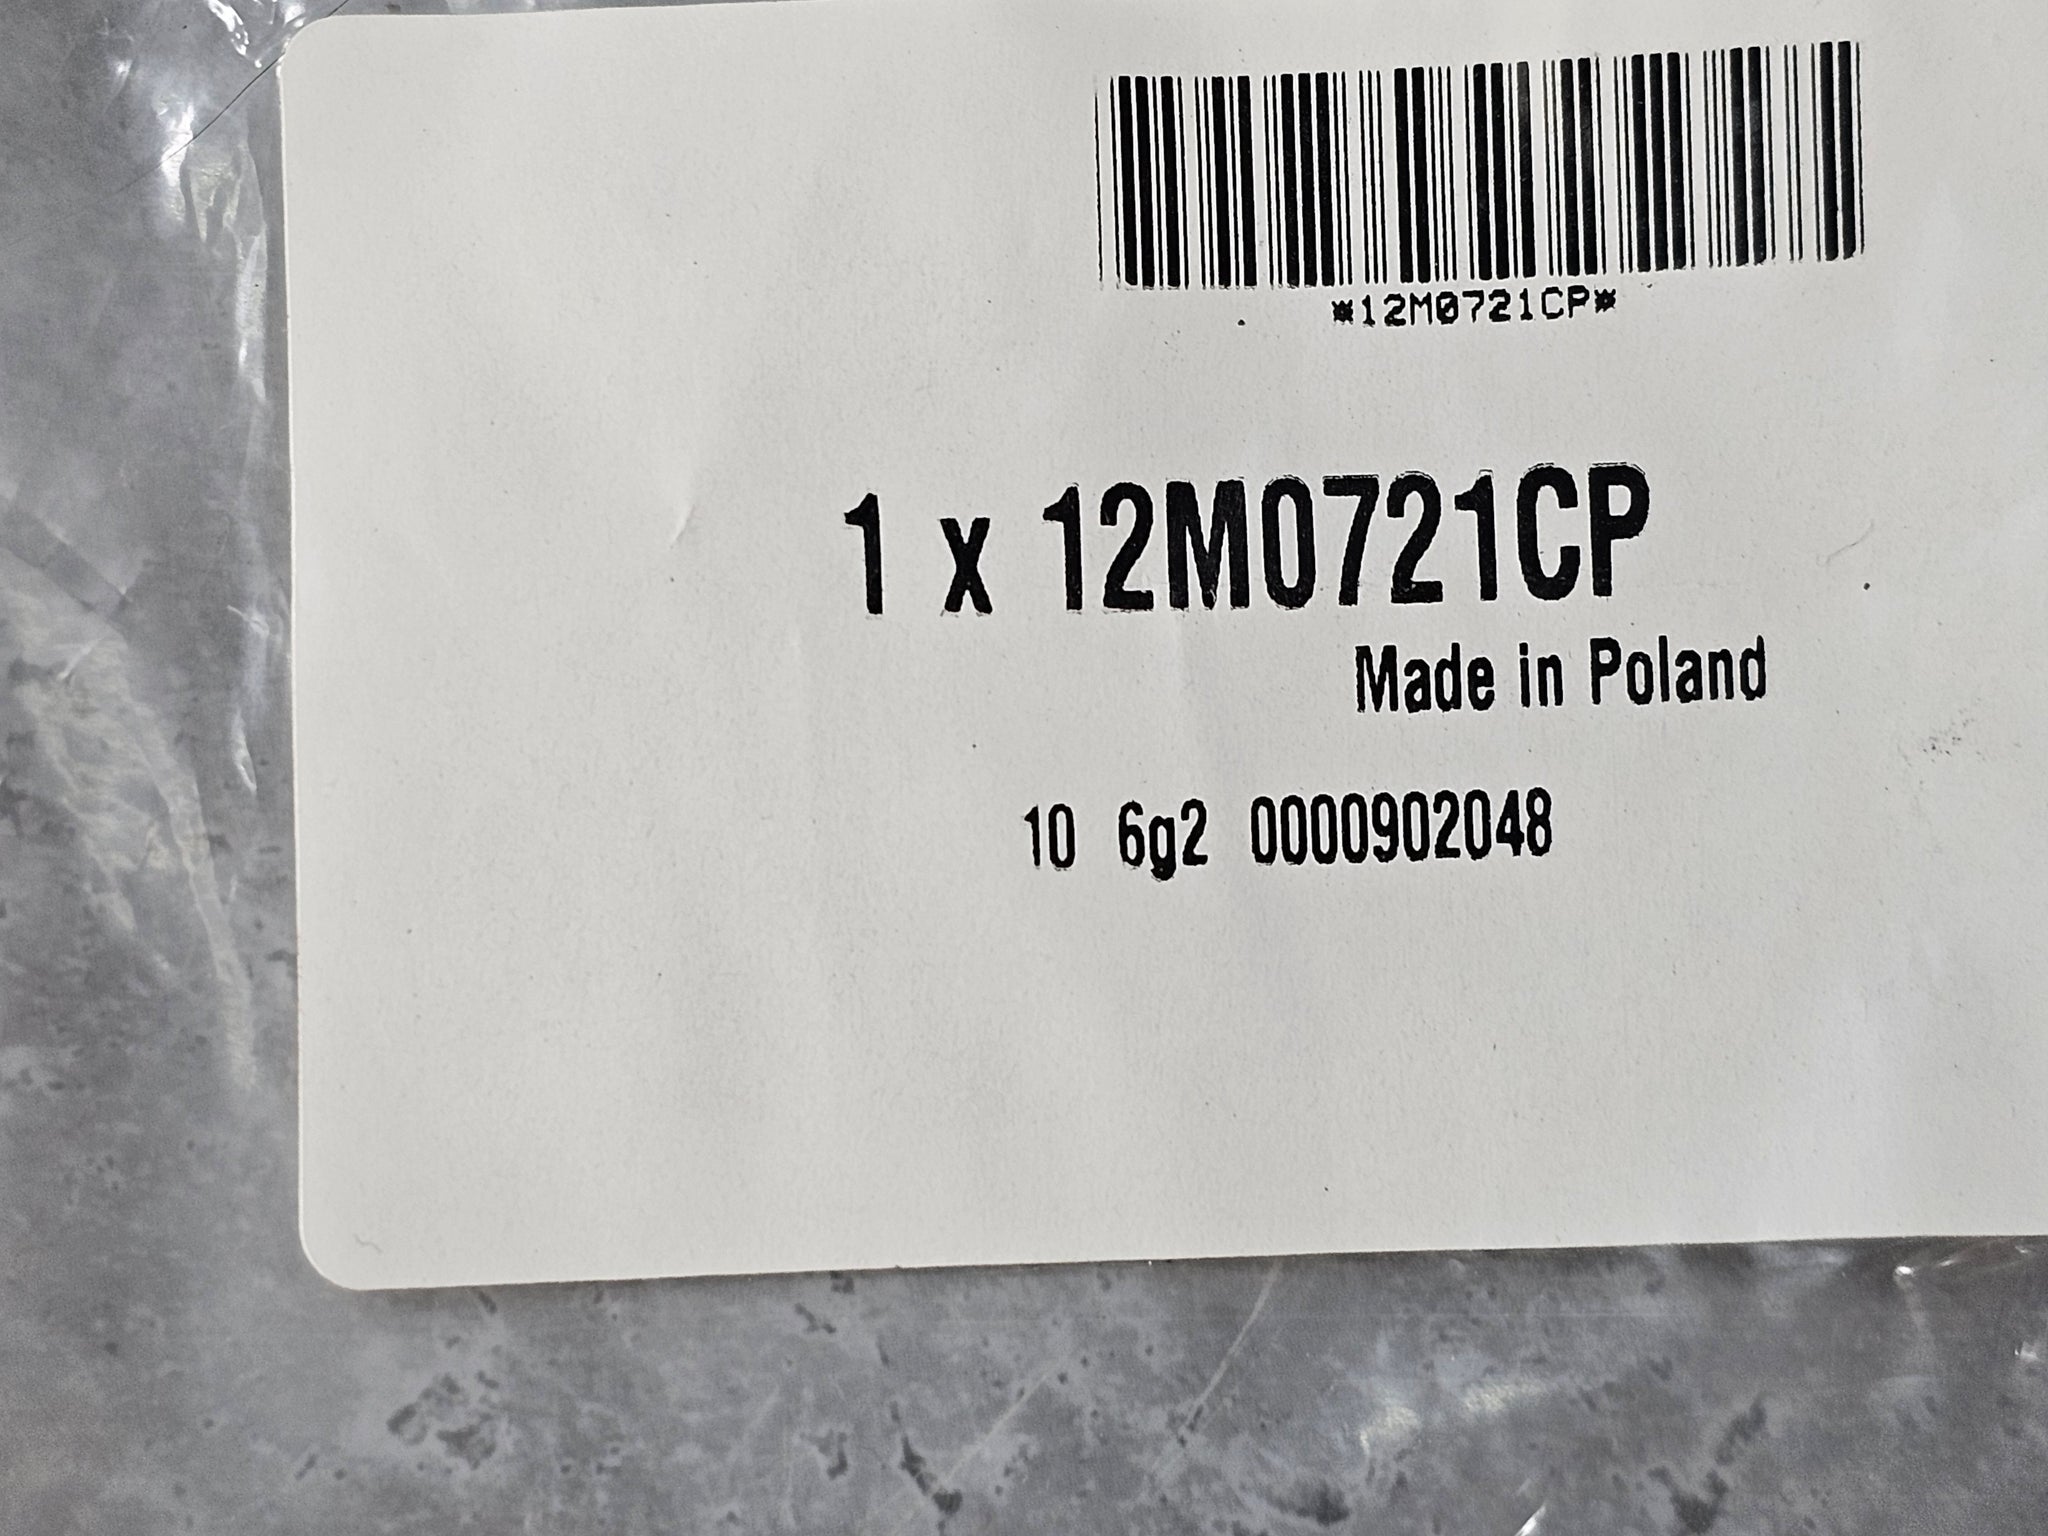 *12M0721CP*
1 x 12M0721CP
Made in Poland
10 6g2 0000902048